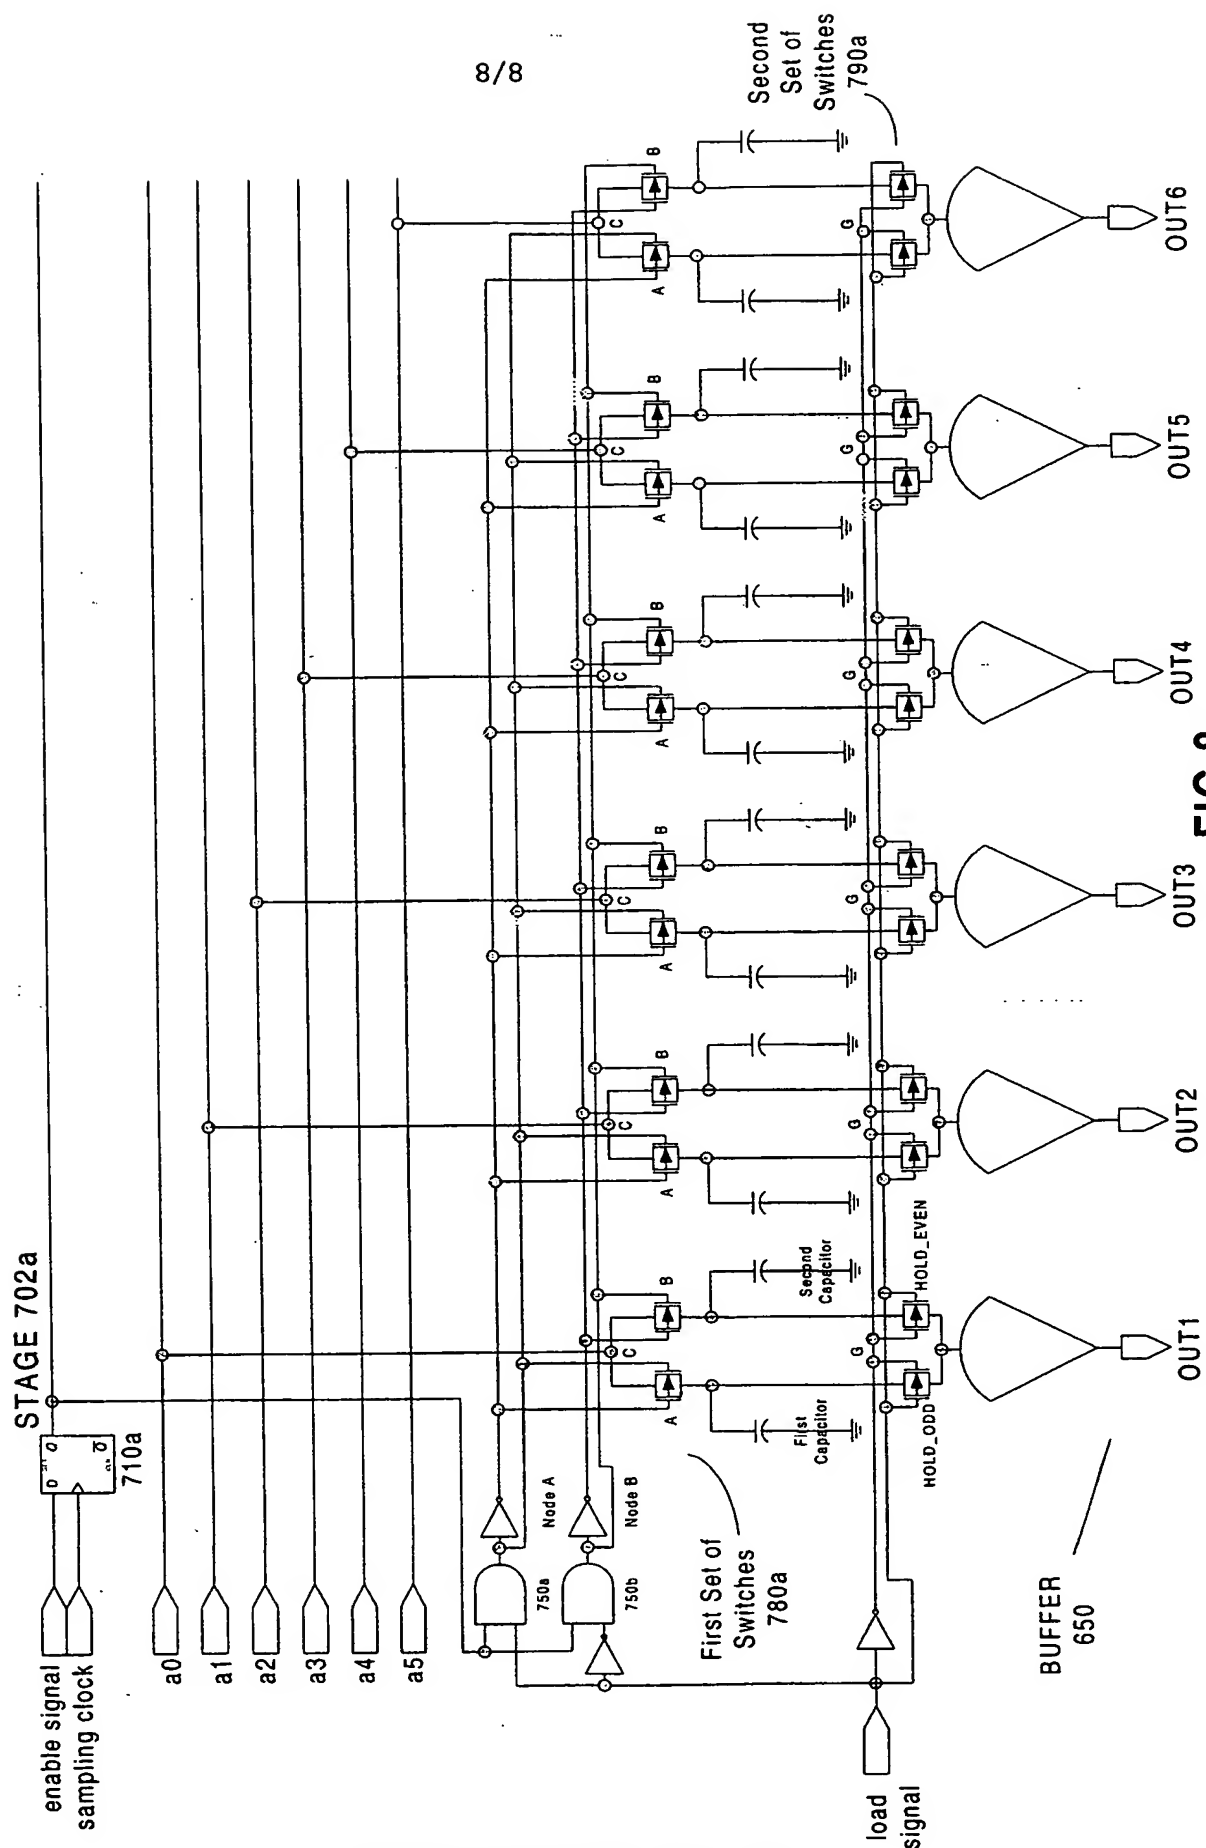 8/8
STAGE 702a
enable signal
sampling clock
D
Q
Q
710a
a0
a1
a2
a3
a4
a5
750a
Node A
750b
Node B
First Set of
Switches
780a
load
signal
BUFFER
650
A
C
B
First
Capacitor
Second
Capacitor
HOLD_ODD
G
HOLD_EVEN
OUT1
A
C
B
G
OUT2
A
C
B
G
OUT3
A
C
B
G
OUT4
A
C
B
G
OUT5
A
C
B
G
OUT6
Second
Set of
Switches
790a